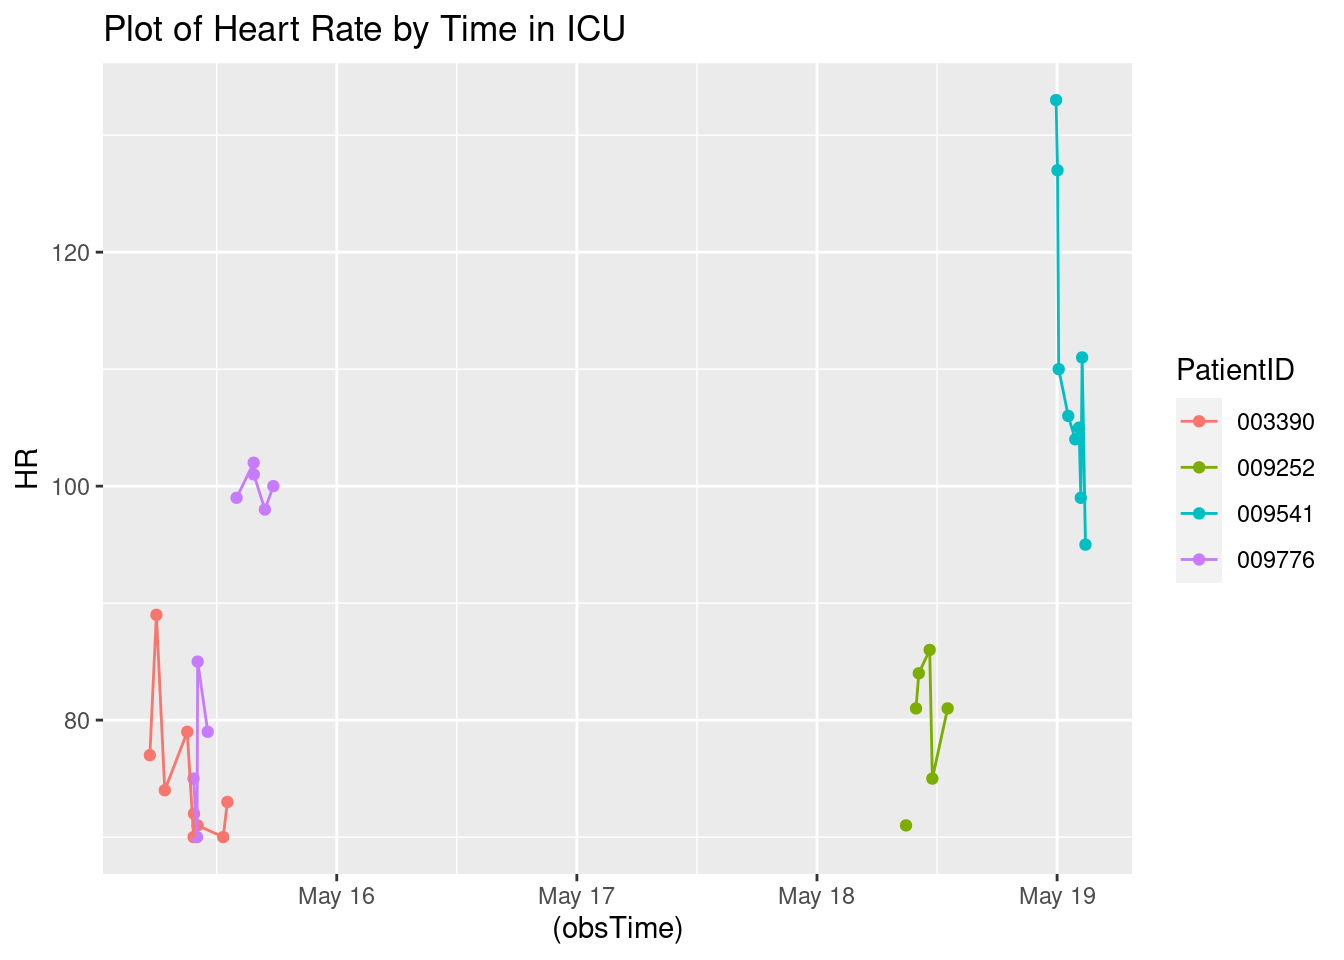 Plot of Heart Rate by Time in ICU
HR
120
100
80
May 16
May 17
May 18
May 19
(obsTime)
PatientID
003390
009252
009541
009776